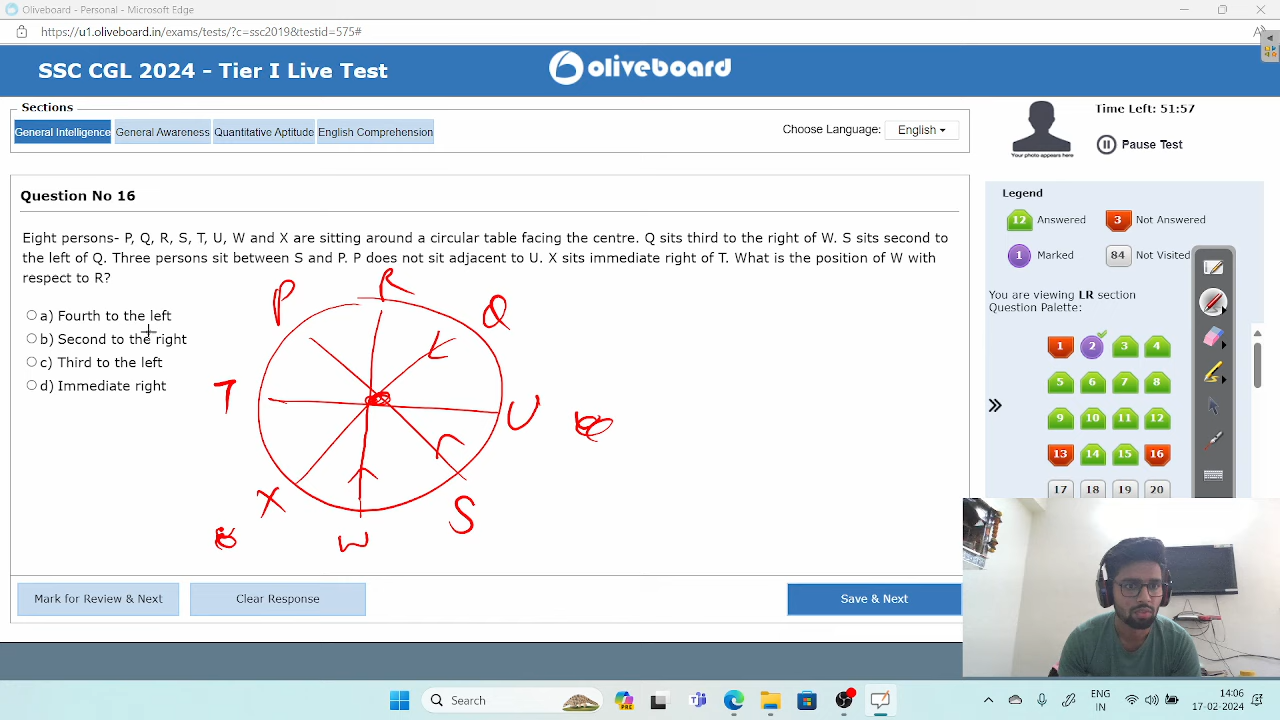 Oliveboard - Personal - Microsoft Edge
https://u1.oliveboard.in/exams/tests/?c=ssc2019&testid=575#
SSC CGL 2024 - Tier I Live Test
oliveboard
Sections
General Intelligence General Awareness Quantitative Aptitude English Comprehension
Choose Language: English
Your photo appears here
Time Left: 51:57
Pause Test
Question No 16
Eight persons- P, Q, R, S, T, U, W and X are sitting around a circular table facing the centre. Q sits third to the right of W. S sits second to
the left of Q. Three persons sit between S and P. P does not sit adjacent to U. X sits immediate right of T. What is the position of W with
respect to R?
a) Fourth to the left
b) Second to the right
c) Third to the left
d) Immediate right
P
R
Q
T
U
X
S
W
Mark for Review & Next
Clear Response
Save & Next
Legend
12 Answered 3 Not Answered
1 Marked 84 Not Visited
You are viewing LR section
Question Palette:
1 2 3 4
5 6 7 8
9 10 11 12
13 14 15 16
17 18 19 20
Search
PRE
ENG
IN
14:06
17-02-2024